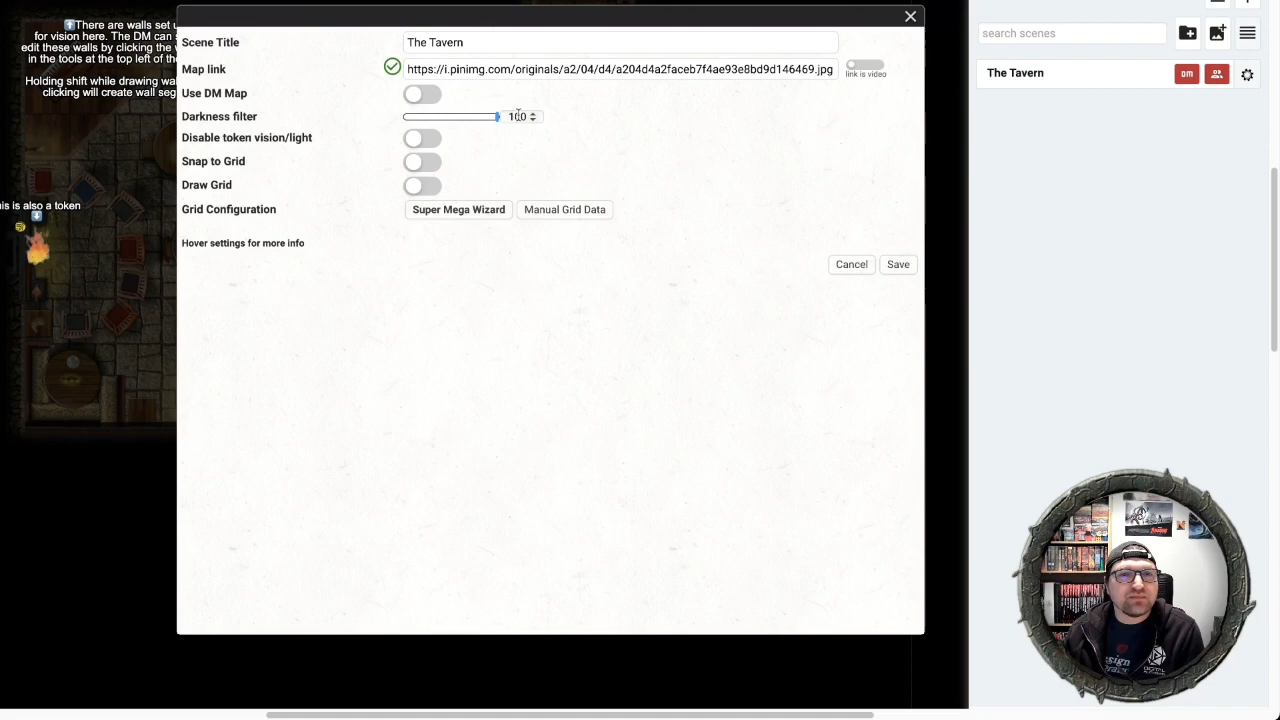 There are walls set u
for vision here. The DM can s
edit these walls by clicking the
in the tools at the top left of the
Holding shift while drawing wal
clicking will create wall seg
is is also a token
Scene Title
The Tavern
Map link
https://i.pinimg.com/originals/a2/04/d4/a204d4a2faceb7f4ae93e8bd9d146469.jpg
link is video
Use DM Map
Darkness filter
100
Disable token vision/light
Snap to Grid
Draw Grid
Grid Configuration
Super Mega Wizard
Manual Grid Data
Hover settings for more info
Cancel
Save
search scenes
The Tavern
DM